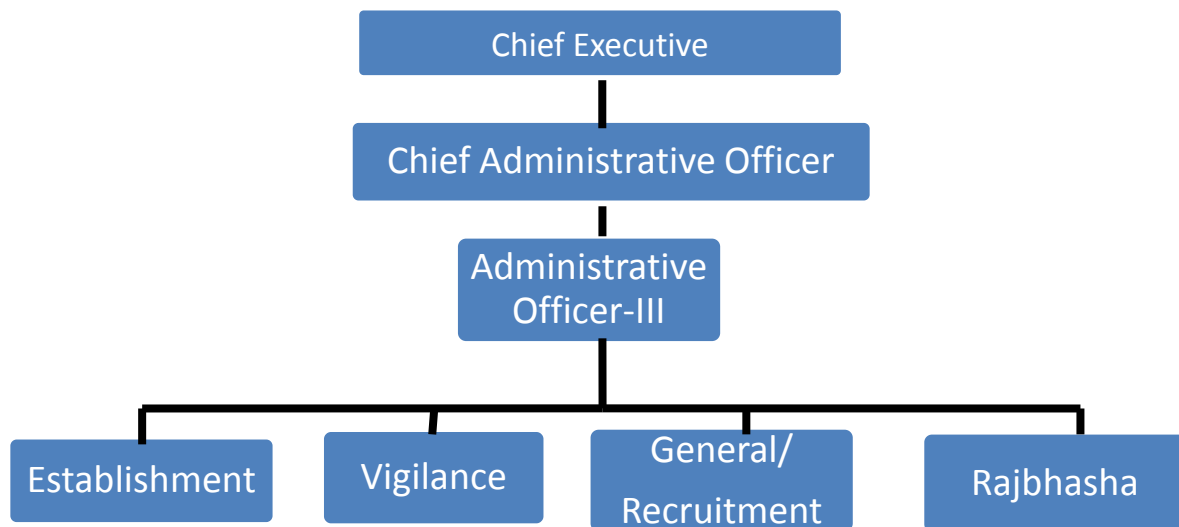 Chief Executive
Chief Administrative Officer
Administrative
Officer-III
Establishment
Vigilance
General/
Recruitment
Rajbhasha